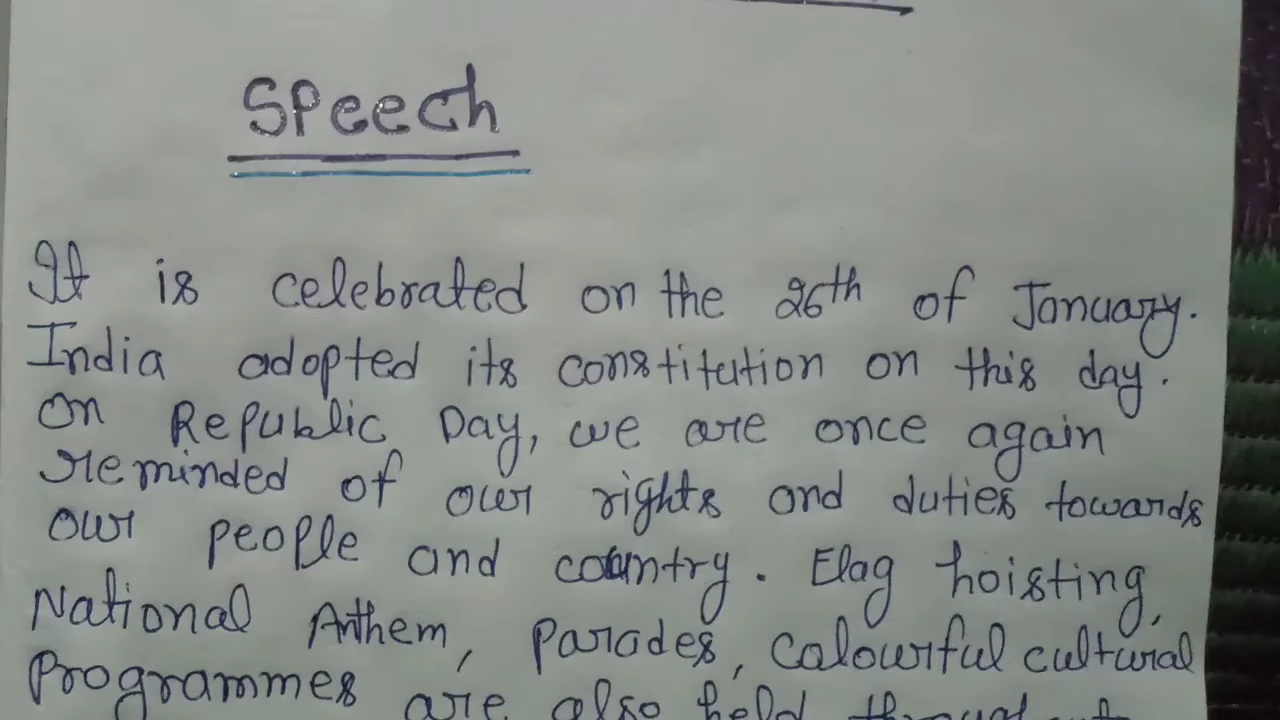 Speech
It is celebrated on the 26th of January.
India adopted its constitution on this day.
On Republic Day, we are once again
reminded of our rights and duties towards
our people and country. Flag hoisting,
National Anthem, Parades, Colourful cultural
Programmes are also held throughout